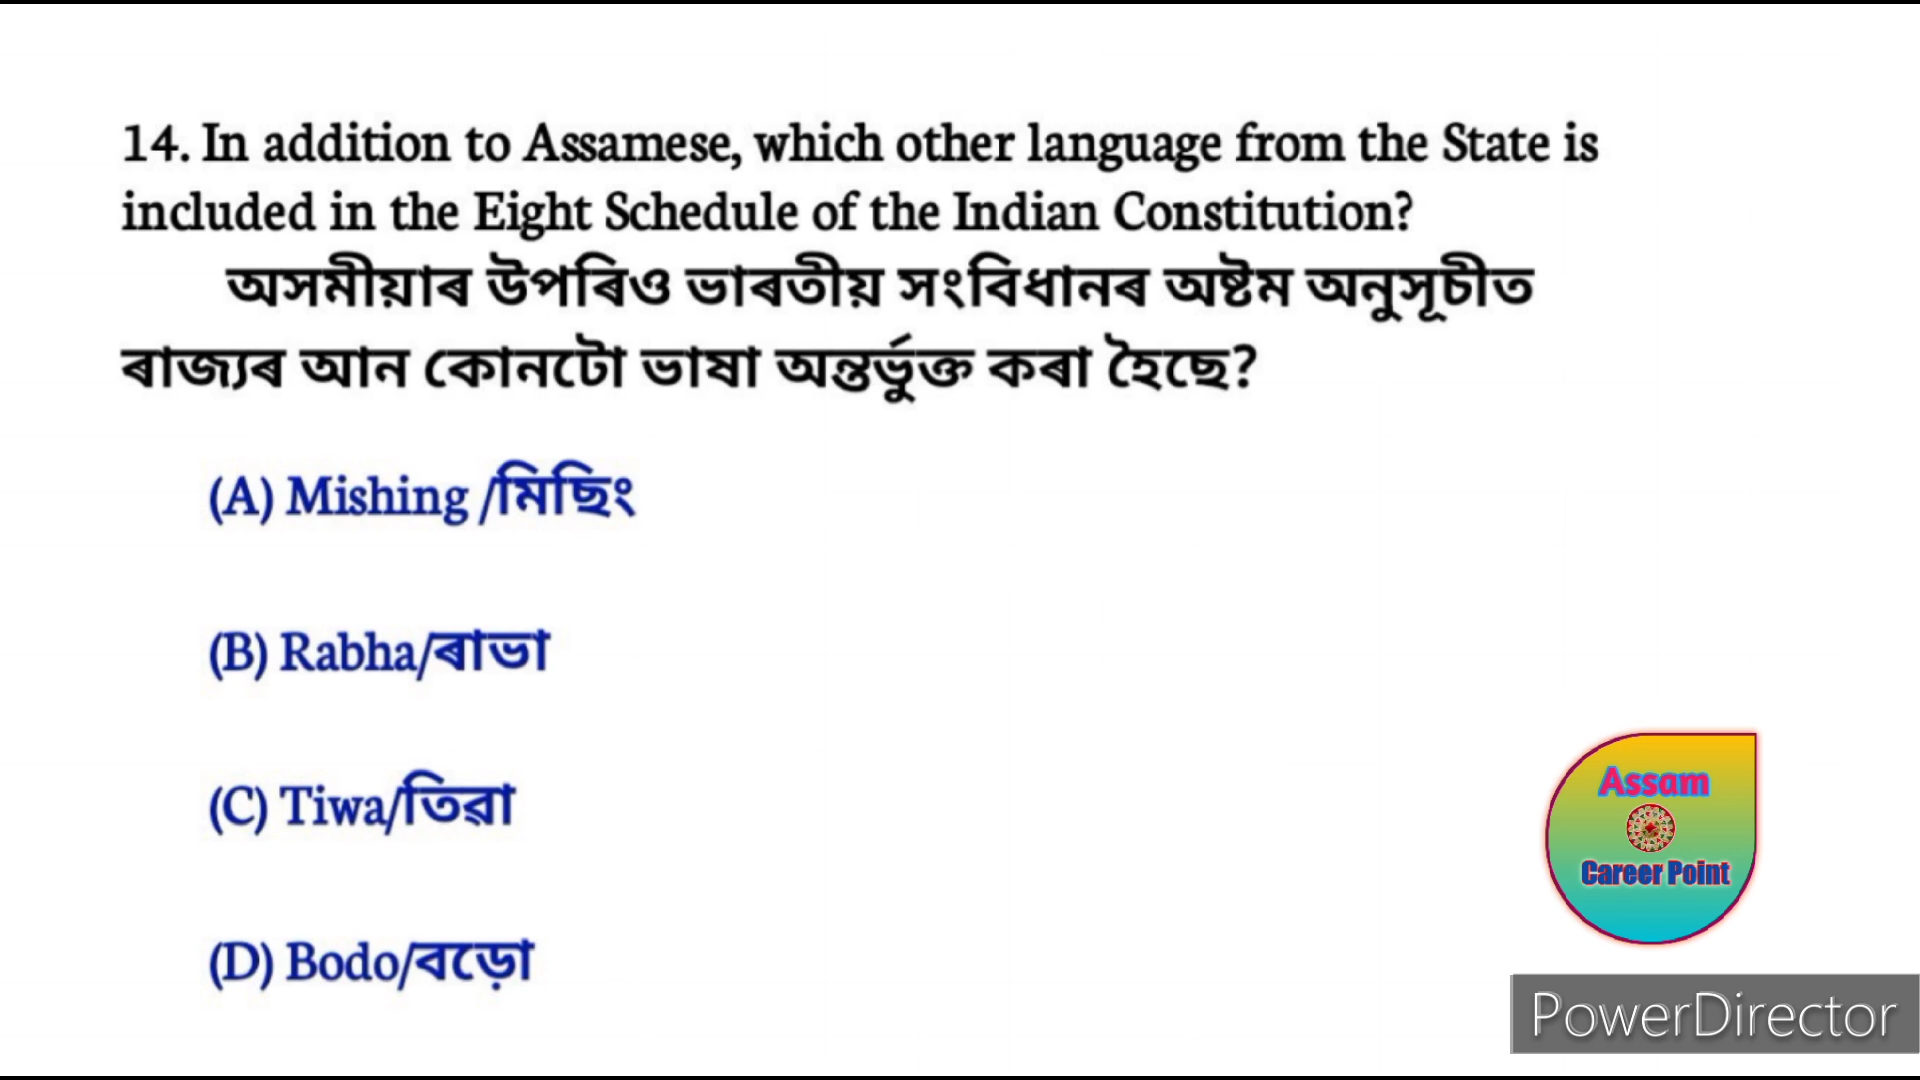 14. In addition to Assamese, which other language from the State is
included in the Eight Schedule of the Indian Constitution?
অসমীয়াৰ উপৰিও ভাৰতীয় সংবিধানৰ অষ্টম অনুসূচীত
ৰাজ্যৰ আন কোনটো ভাষা অন্তৰ্ভুক্ত কৰা হৈছে?
(A) Mishing /মিছিং
(B) Rabha/ৰাভা
(C) Tiwa/তিৱা
(D) Bodo/বড়ো
Assam
Career Point
PowerDirector